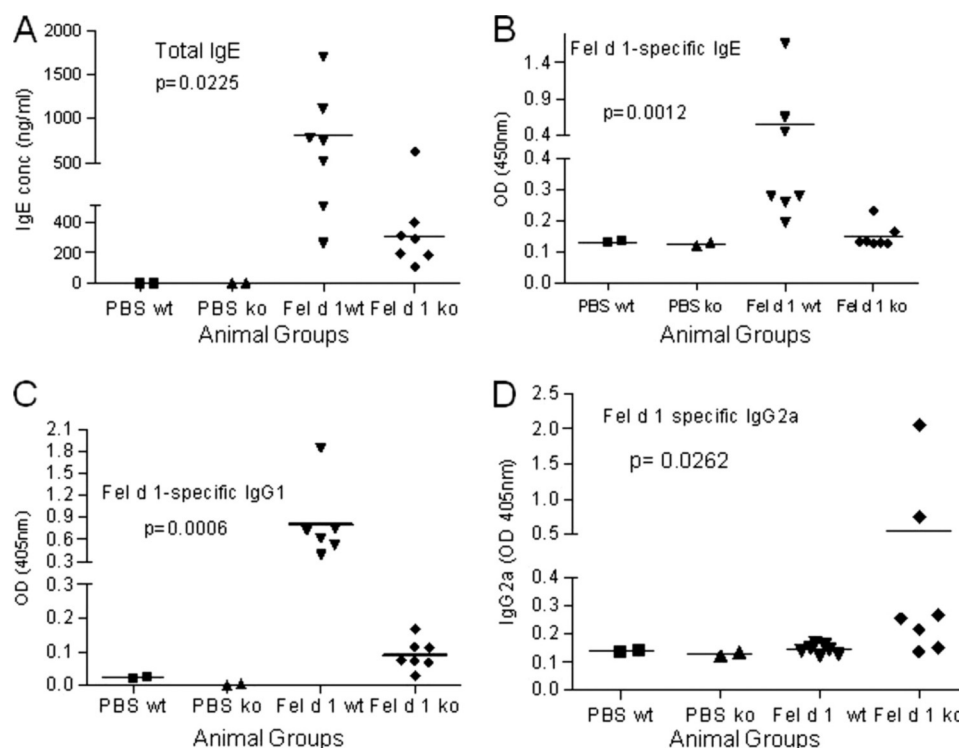 A
Total IgE
p=0.0225
IgE conc (ng/ml)
2000
1500
1000
500
400
200
0
PBS wt PBS ko Fel d 1wt Fel d 1 ko
Animal Groups
B
Fel d 1-specific IgE
p=0.0012
OD (450nm)
1.4
0.9
0.4
0.4
0.3
0.2
0.1
0.0
PBS wt PBS ko Fel d 1 wt Fel d 1 ko
Animal Groups
C
Fel d 1-specific IgG1
p=0.0006
OD (405nm)
2.1
1.8
1.5
1.2
0.9
0.6
0.3
0.3
0.2
0.1
0.0
PBS wt PBS ko Fel d 1 wt Fel d 1 ko
Animal Groups
D
Fel d 1 specific IgG2a
p= 0.0262
IgG2a (OD 405nm)
2.5
2.0
1.5
1.0
0.5
0.4
0.3
0.2
0.1
0.0
PBS wt PBS ko Fel d 1 wt Fel d 1 ko
Animal Groups